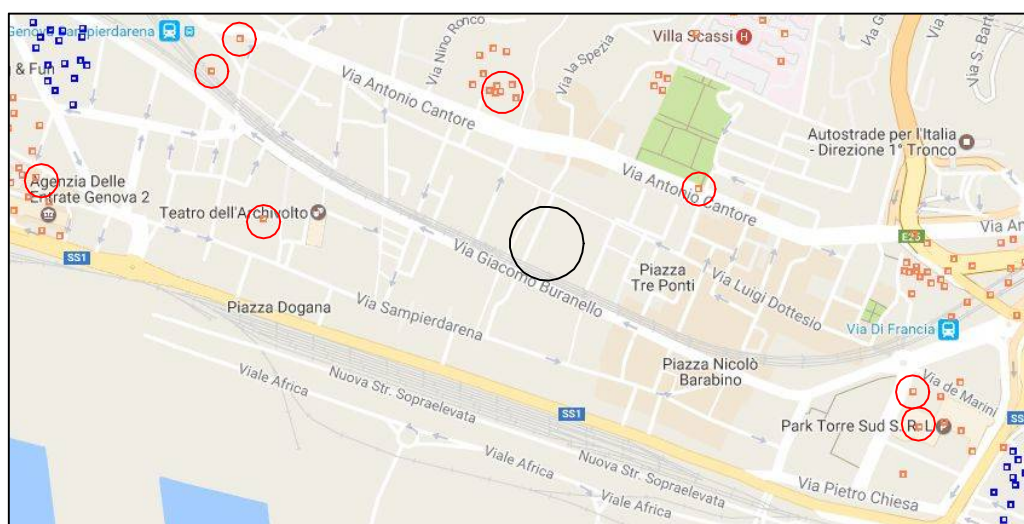 Genova Sampierdarena
& Fun
Via Nino Ronco
Via la Spezia
Villa Scassi
H
Via S. Bart
Via Antonio Cantore
Autostrade per l'Italia
- Direzione 1° Tronco
Agenzia Delle
Entrate Genova 2
Teatro dell'Archivolto
Via Antonio Cantore
E25
Via An
SS1
Via Giacomo Buranello
Piazza
Tre Ponti
Via Luigi Dottesio
Piazza Dogana
Via Sampierdarena
Via Di Francia
Piazza Nicolò
Barabino
Via de Marini
Viale Africa
Nuova Str. Sopraelevata
SS1
Park Torre Sud S. R. L
P
SS
Viale Africa
Nuova Str. Sopraelevata
Via Pietro Chiesa
Viale Africa